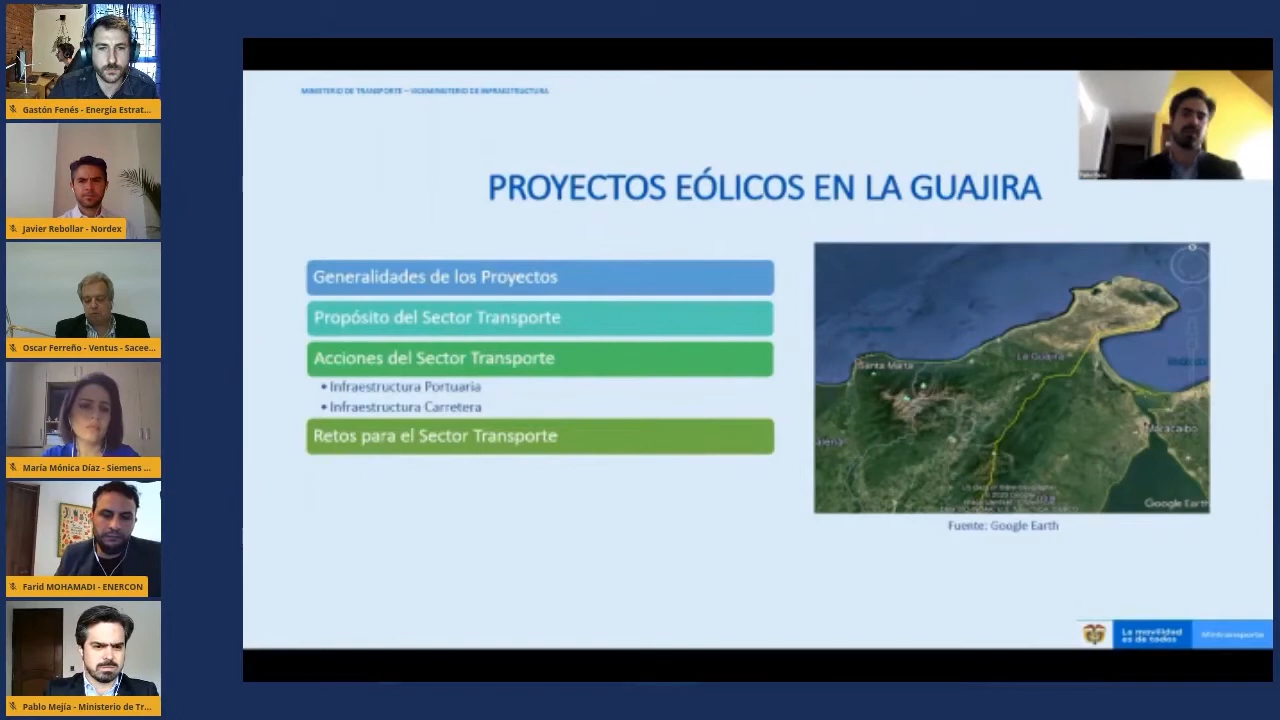 Gastón Fenés - Energía Estrat...
Javier Rebollar - Nordex
Oscar Ferreño - Ventus - Sacee...
María Mónica Díaz - Siemens ...
Farid MOHAMADI - ENERCON
Pablo Mejía - Ministerio de Tr...
MINISTERIO DE TRANSPORTE – VICEMINISTERIO DE INFRAESTRUCTURA
PROYECTOS EÓLICOS EN LA GUAJIRA
Generalidades de los Proyectos
Propósito del Sector Transporte
Acciones del Sector Transporte
• Infraestructura Portuaria
• Infraestructura Carretera
Retos para el Sector Transporte
La Guajira
Santa Marta
Maracaibo
Google Earth
Fuente: Google Earth
La movilidad
es de todos
Mintransporte